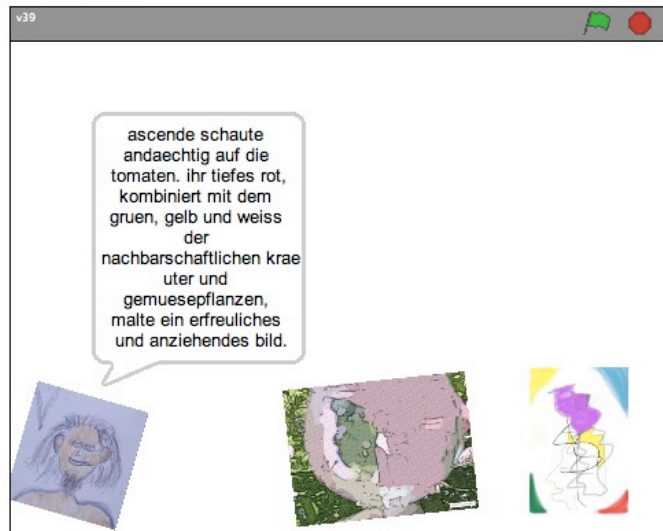 v39
ascende schaute
andaechtig auf die
tomaten. ihr tiefes rot,
kombiniert mit dem
gruen, gelb und weiss
der
nachbarschaftlichen krae
uter und
gemuesepflanzen,
malte ein erfreuliches
und anziehendes bild.